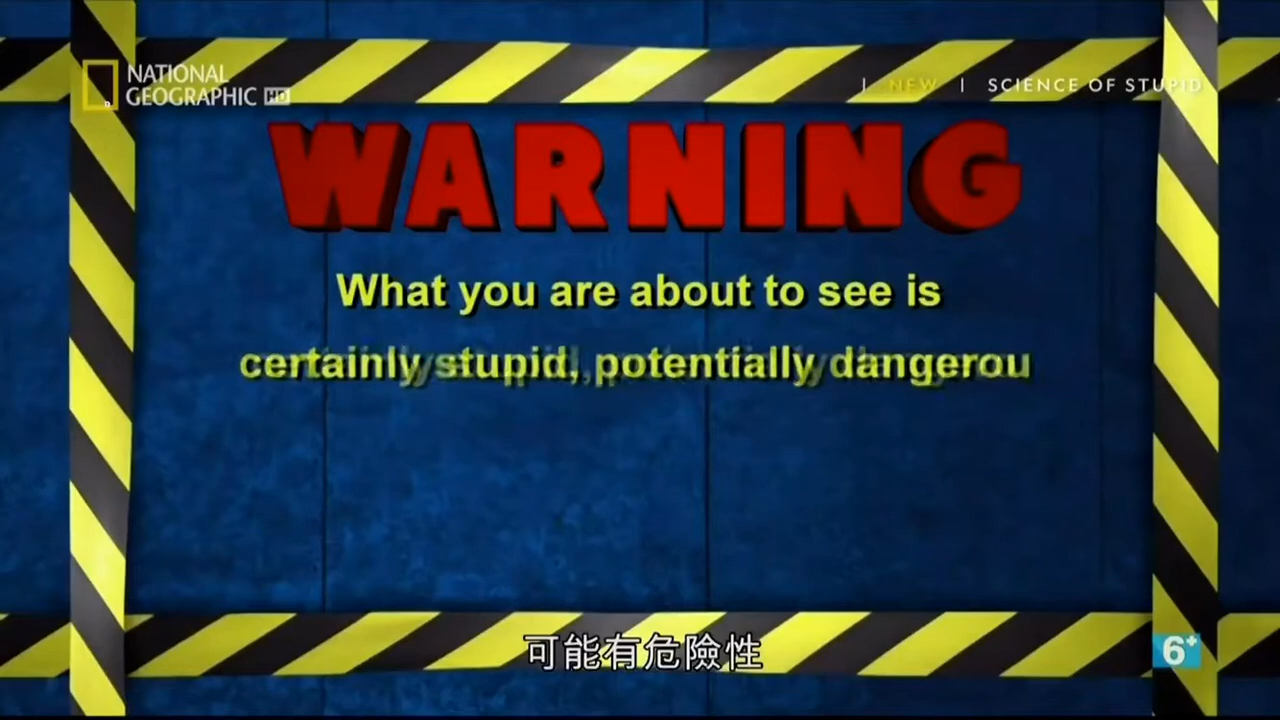 NATIONAL
GEOGRAPHIC HD
| NEW | SCIENCE OF STUPID
WARNING
What you are about to see is
certainly stupid, potentially dangerou
可能有危險性
6+